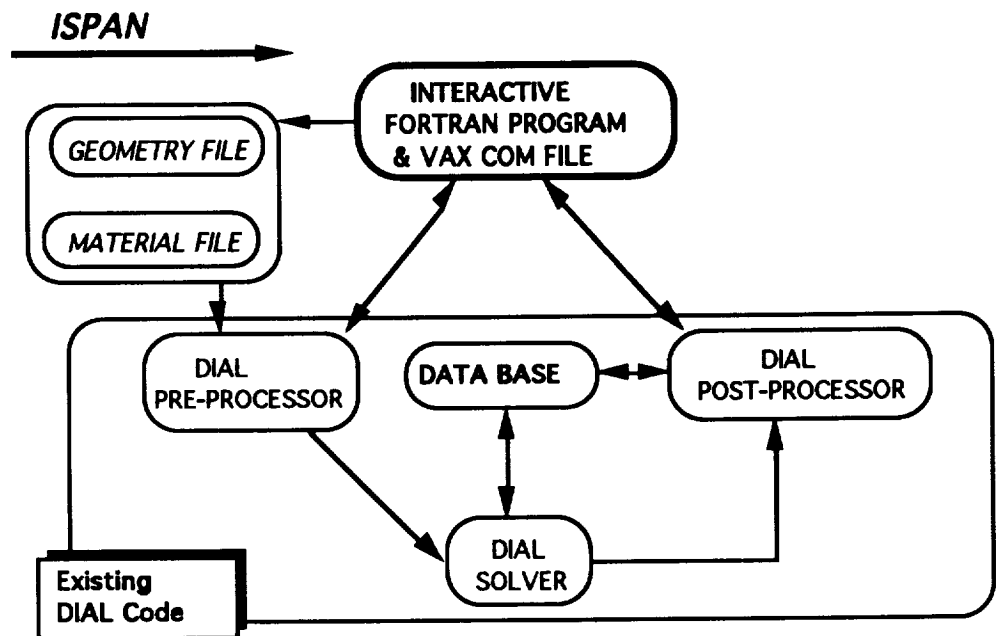 ISPAN
INTERACTIVE
FORTRAN PROGRAM
& VAX COM FILE
GEOMETRY FILE
MATERIAL FILE
DIAL
PRE-PROCESSOR
DATA BASE
DIAL
POST-PROCESSOR
DIAL
SOLVER
Existing
DIAL Code